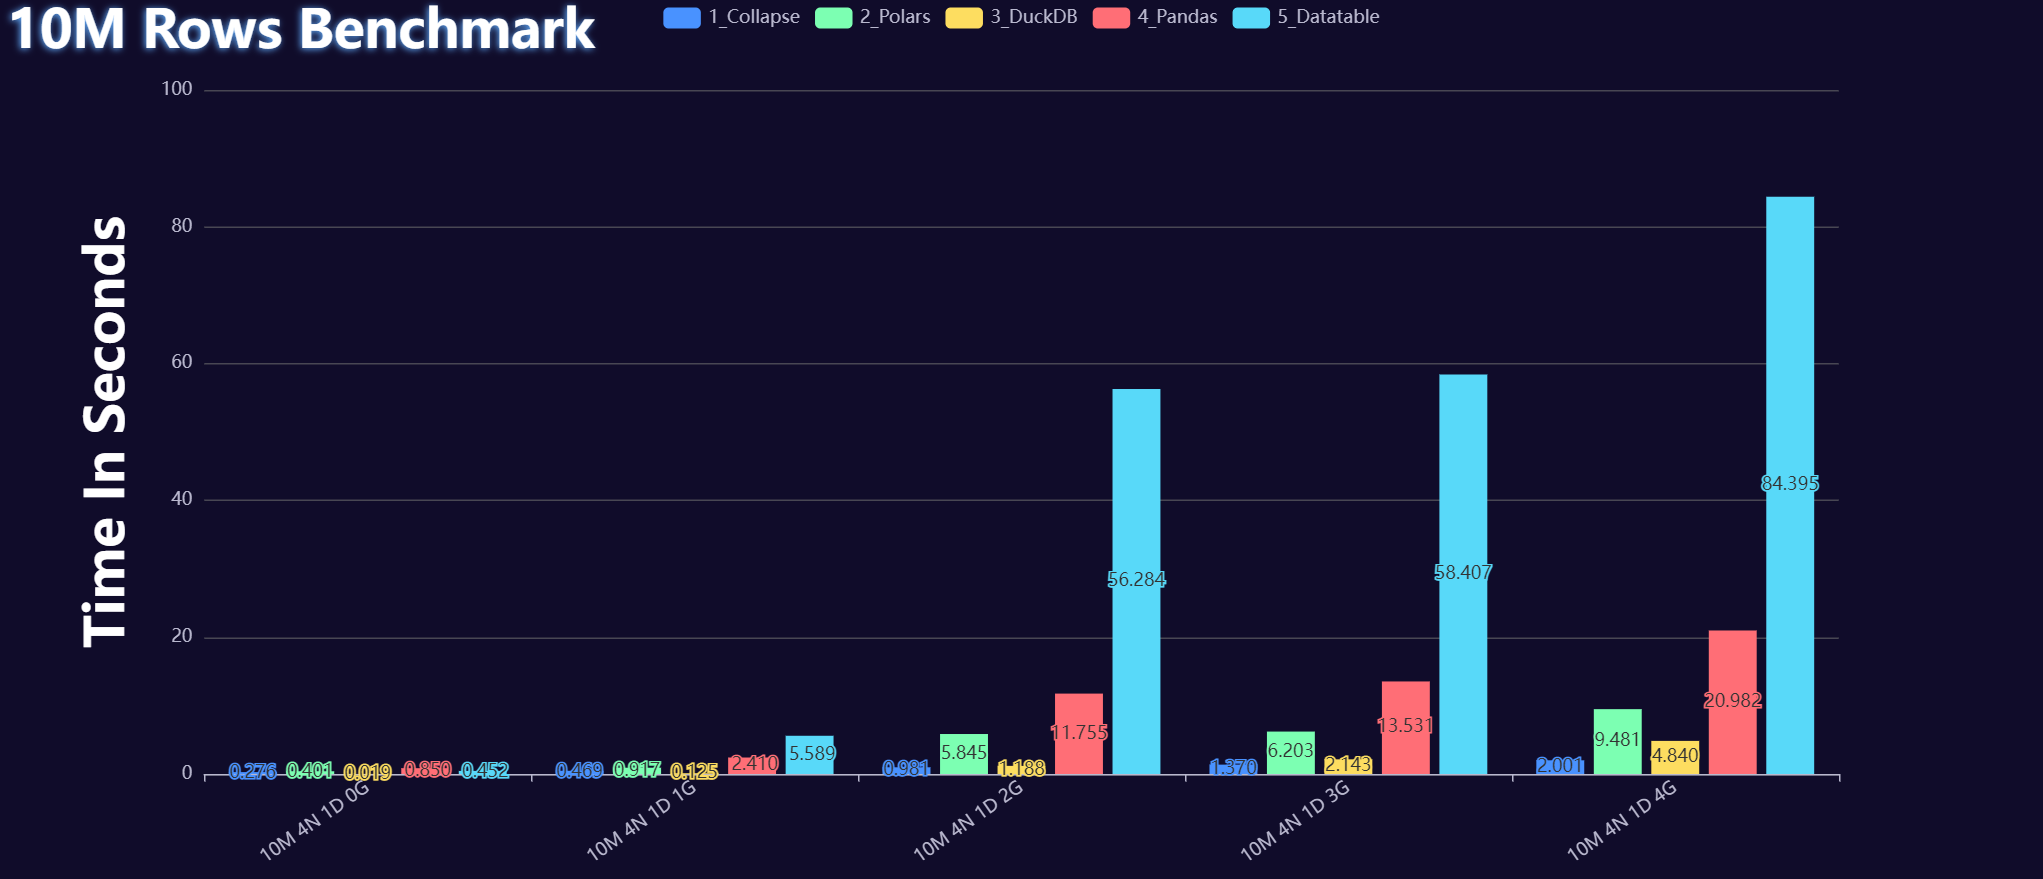 10M Rows Benchmark
1_Collapse 2_Polars 3_DuckDB 4_Pandas 5_Datatable
Time In Seconds
100
80
60
40
20
0
0.276 0.401 0.019 0.850 0.452
0.469 0.917 0.125 2.410 5.589
0.981 5.845 1.188 11.755 56.284
1.370 6.203 2.143 13.531 58.407
2.001 9.481 4.840 20.982 84.395
10M 4N 1D 0G
10M 4N 1D 1G
10M 4N 1D 2G
10M 4N 1D 3G
10M 4N 1D 4G